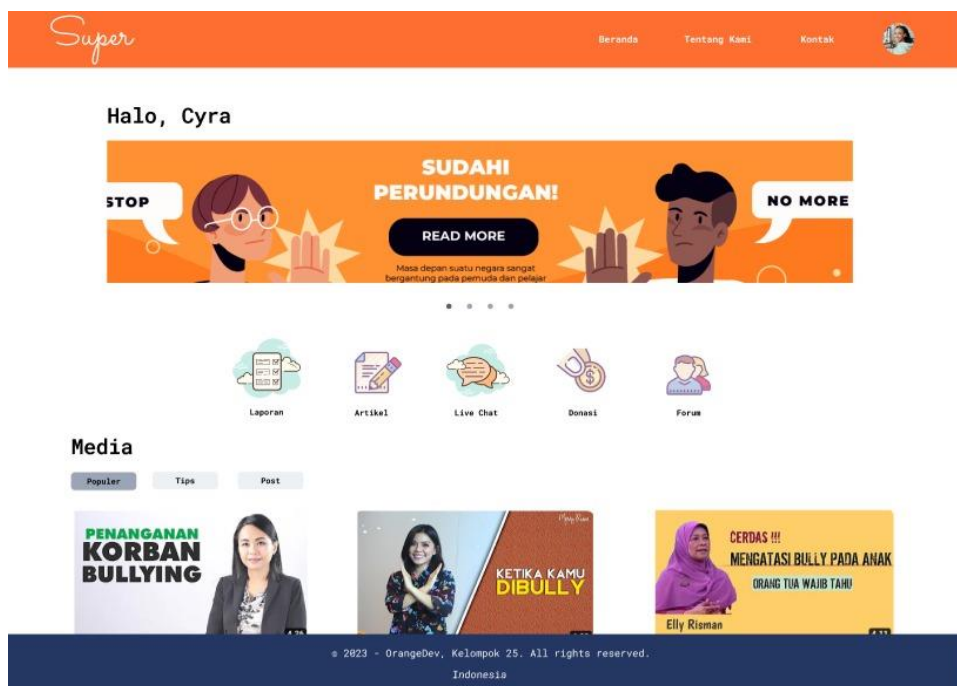 Super
Beranda Tentang Kami Kontak
Halo, Cyra
STOP
SUDAHI
PERUNDUNGAN!
READ MORE
Masa depan suatu negara sangat
bergantung pada pemuda dan pelajar
NO MORE
Laporan Artikel Live Chat Donasi Forum
Media
Populer Tips Post
PENANGANAN
KORBAN
BULLYING
Merry Riana
KETIKA KAMU
DIBULLY
CERDAS !!!
MENGATASI BULLY PADA ANAK
ORANG TUA WAJIB TAHU
Elly Risman
© 2023 - OrangeDev, Kelompok 25. All rights reserved.
Indonesia